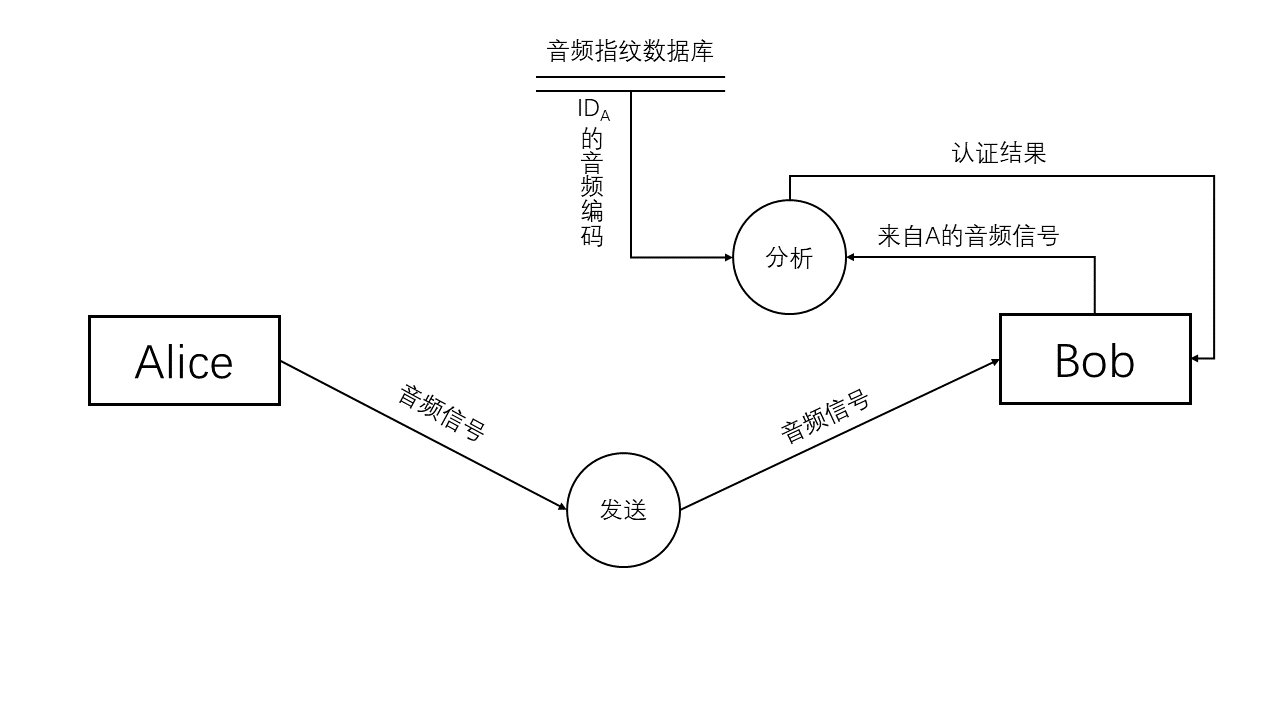 音频指纹数据库
IDA
的音频编码
认证结果
来自A的音频信号
分析
Alice
Bob
音频信号
音频信号
发送